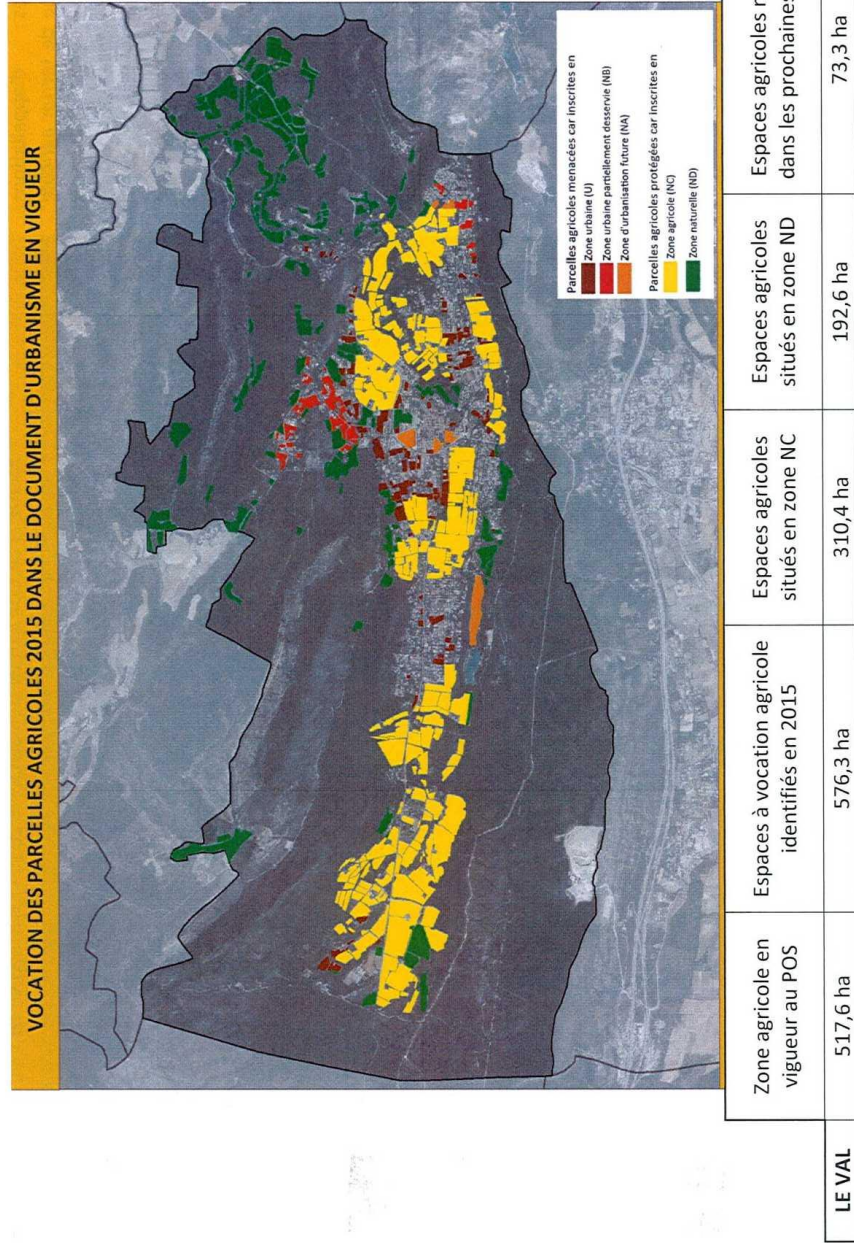 VOCATION DES PARCELLES AGRICOLES 2015 DANS LE DOCUMENT D'URBANISME EN VIGUEUR
Parcelles agricoles menacées car inscrites en
Zone urbaine (U)
Zone urbaine partiellement desservie (NB)
Zone d'urbanisation future (NA)
Parcelles agricoles protégées car inscrites en
Zone agricole (NC)
Zone naturelle (ND)
Zone agricole en
vigueur au POS
Espaces à vocation agricole
identifiés en 2015
Espaces agricoles
situés en zone NC
Espaces agricoles
situés en zone ND
Espaces agricoles
dans les prochaines
LE VAL
517,6 ha
576,3 ha
310,4 ha
192,6 ha
73,3 ha